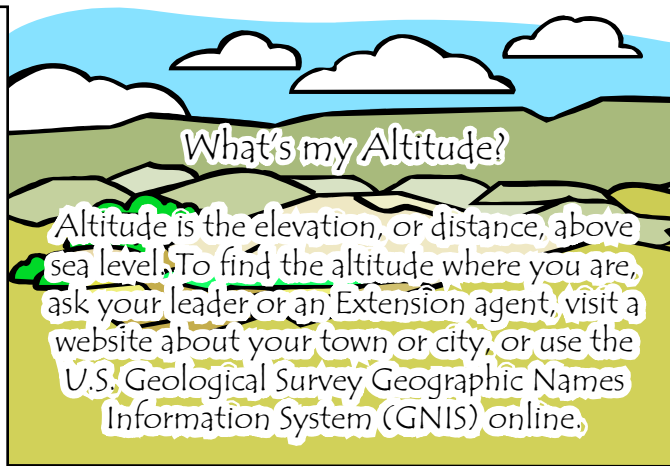 What's my Altitude?
Altitude is the elevation, or distance, above
sea level. To find the altitude where you are,
ask your leader or an Extension agent, visit a
website about your town or city, or use the
U.S. Geological Survey Geographic Names
Information System (GNIS) online.